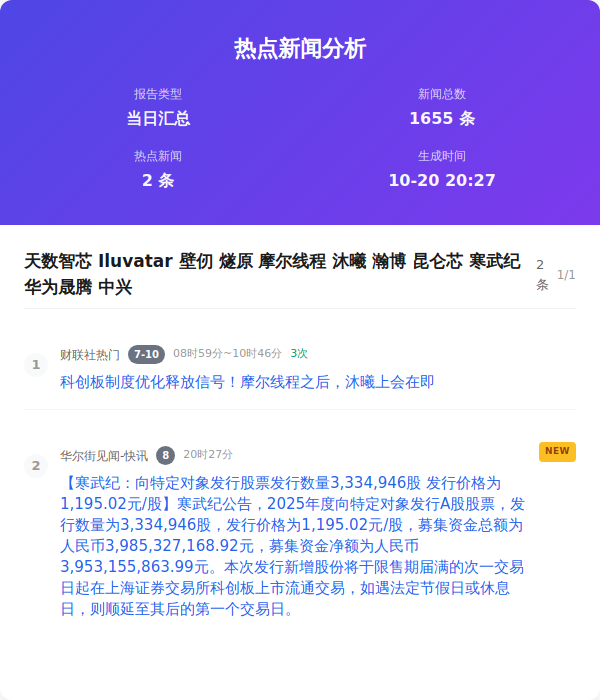 热点新闻分析
报告类型
新闻总数
当日汇总
1655 条
热点新闻
生成时间
2 条
10-20 20:27
天数智芯 Iluvatar 壁仞 燧原 摩尔线程 沐曦 瀚博 昆仑芯 寒武纪
华为晟腾 中兴
2
条
1/1
1
财联社热门 7-10 08时59分~10时46分 3次
科创板制度优化释放信号！摩尔线程之后，沐曦上会在即
2
华尔街见闻-快讯 8 20时27分
NEW
【寒武纪：向特定对象发行股票发行数量3,334,946股 发行价格为
1,195.02元/股】寒武纪公告，2025年度向特定对象发行A股股票，发
行数量为3,334,946股，发行价格为1,195.02元/股，募集资金总额为
人民币3,985,327,168.92元，募集资金净额为人民币
3,953,155,863.99元。本次发行新增股份将于限售期届满的次一交易
日起在上海证券交易所科创板上市流通交易，如遇法定节假日或休息
日，则顺延至其后的第一个交易日。